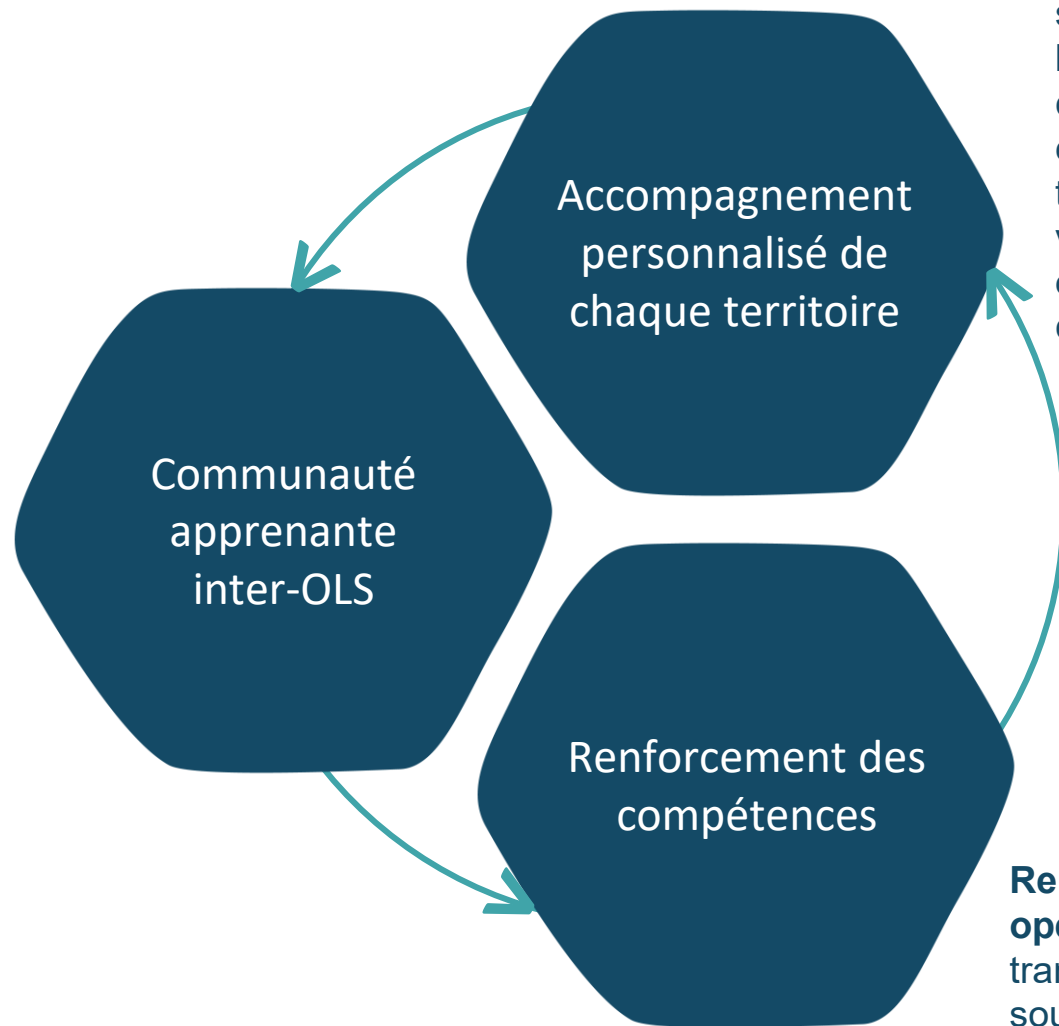 Accompagnement
personnalisé de
chaque territoire
Communauté
apprenante
inter-OLS
Renforcement des
compétences